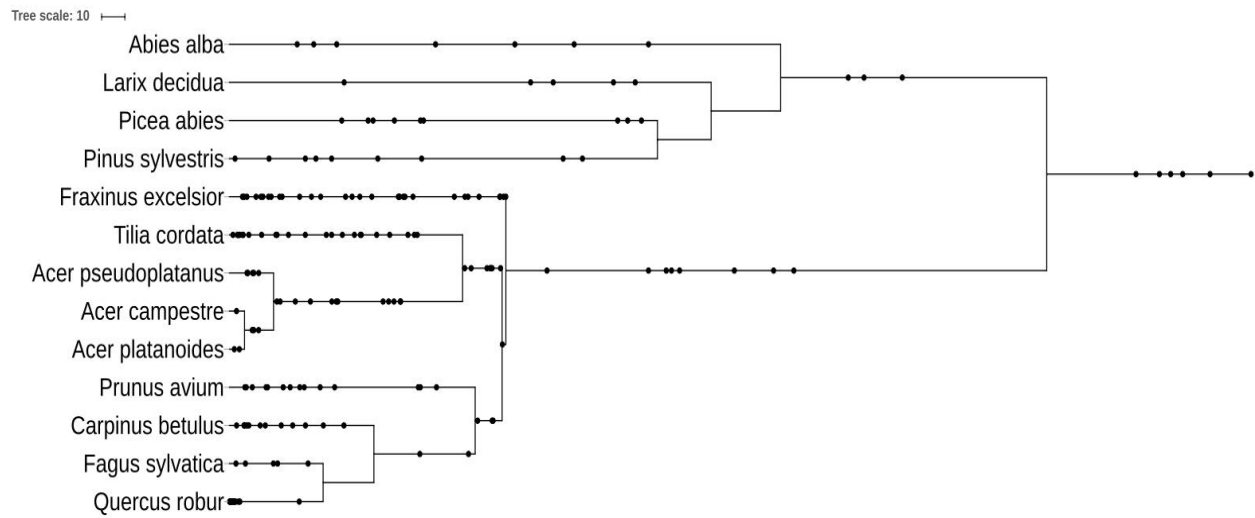 Tree scale: 10
Abies alba
Larix decidua
Picea abies
Pinus sylvestris
Fraxinus excelsior
Tilia cordata
Acer pseudoplatanus
Acer campestre
Acer platanoides
Prunus avium
Carpinus betulus
Fagus sylvatica
Quercus robur